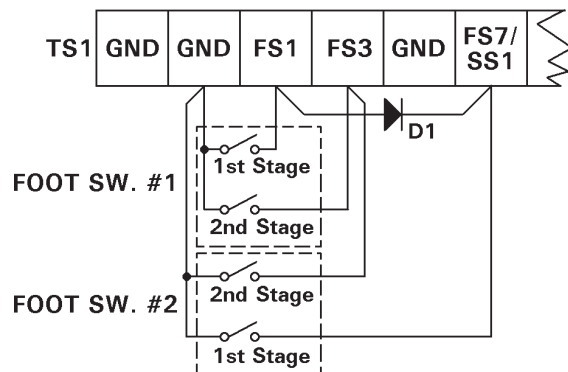 TS1 GND GND FS1 FS3 GND FS7/
SS1
D1
1st Stage
FOOT SW. #1
2nd Stage
2nd Stage
FOOT SW. #2
1st Stage